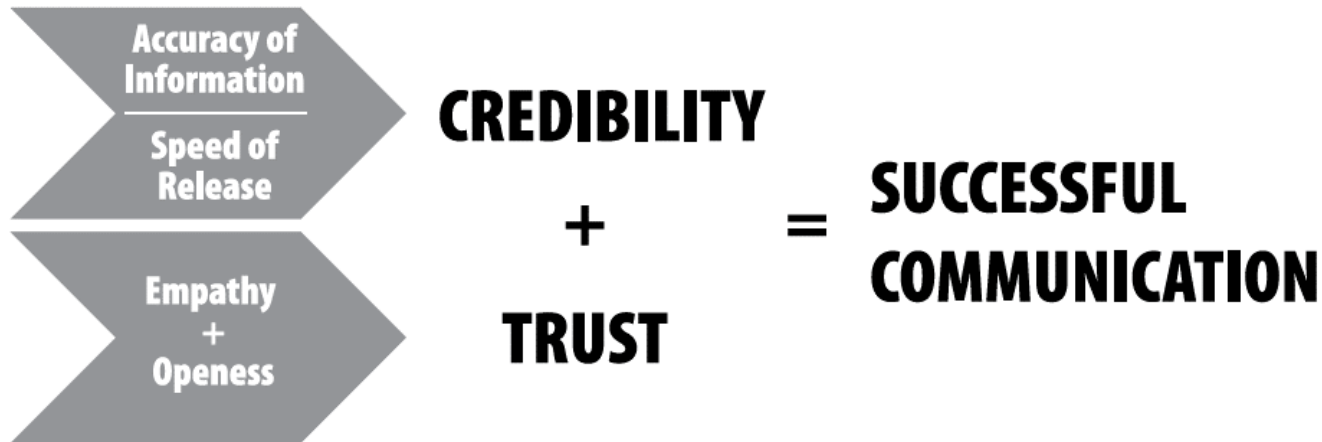 Accuracy of
Information
Speed of
Release
CREDIBILITY
+
TRUST
=
SUCCESSFUL
COMMUNICATION
Empathy
+
Openess